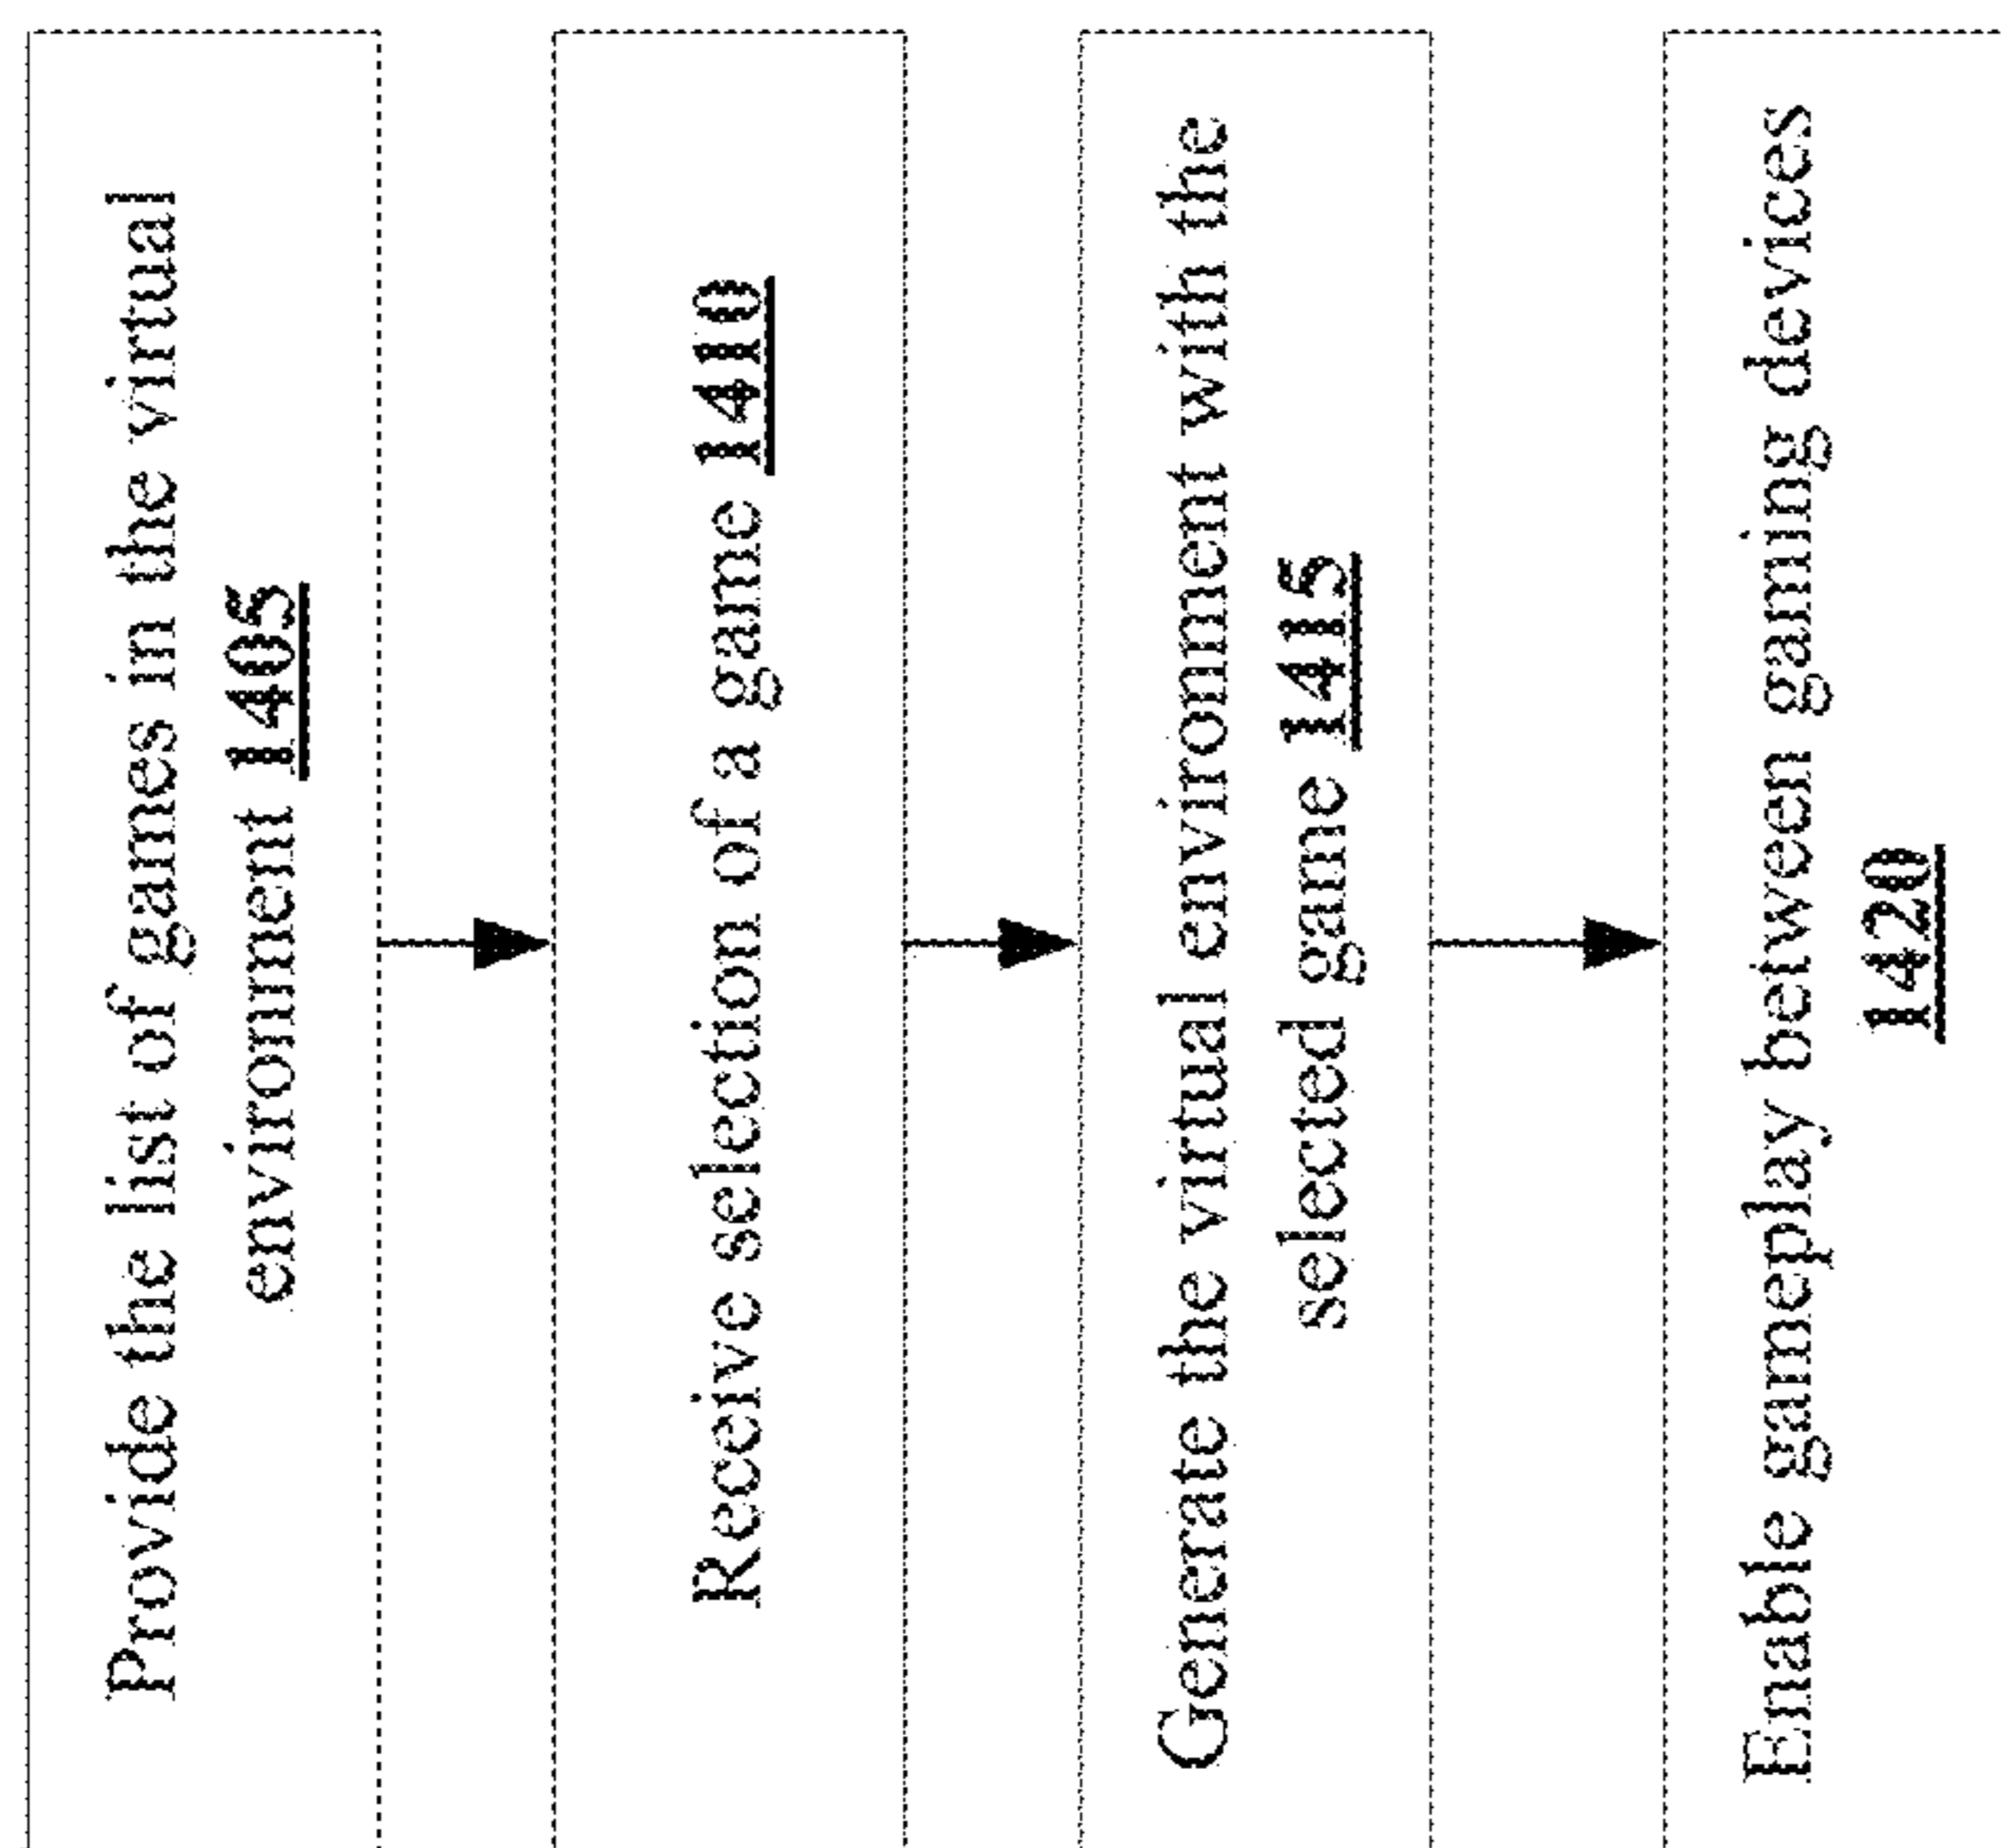 Provide the list of games in the virtual
environment 1405
Receive selection of a game 1410
Generate the virtual environment with the
selected game 1415
Enable gameplay between gaming devices
1420